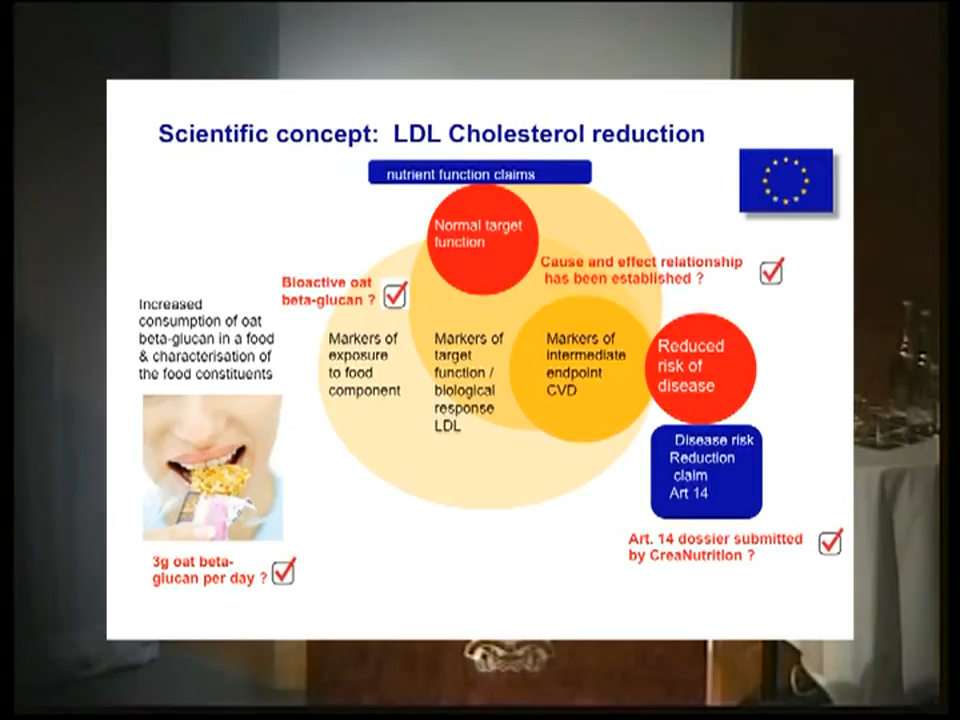 Scientific concept:  LDL Cholesterol reduction
nutrient function claims
Normal target
function
Cause and effect relationship
has been established ?
Bioactive oat
beta-glucan ?
Increased
consumption of oat
beta-glucan in a food
& characterisation of
the food constituents
Markers of
exposure
to food
component
Markers of
target
function /
biological
response
LDL
Markers of
intermediate
endpoint
CVD
Reduced
risk of
disease
Disease risk
Reduction
claim
Art 14
Art. 14 dossier submitted
by CreaNutrition ?
3g oat beta-
glucan per day ?